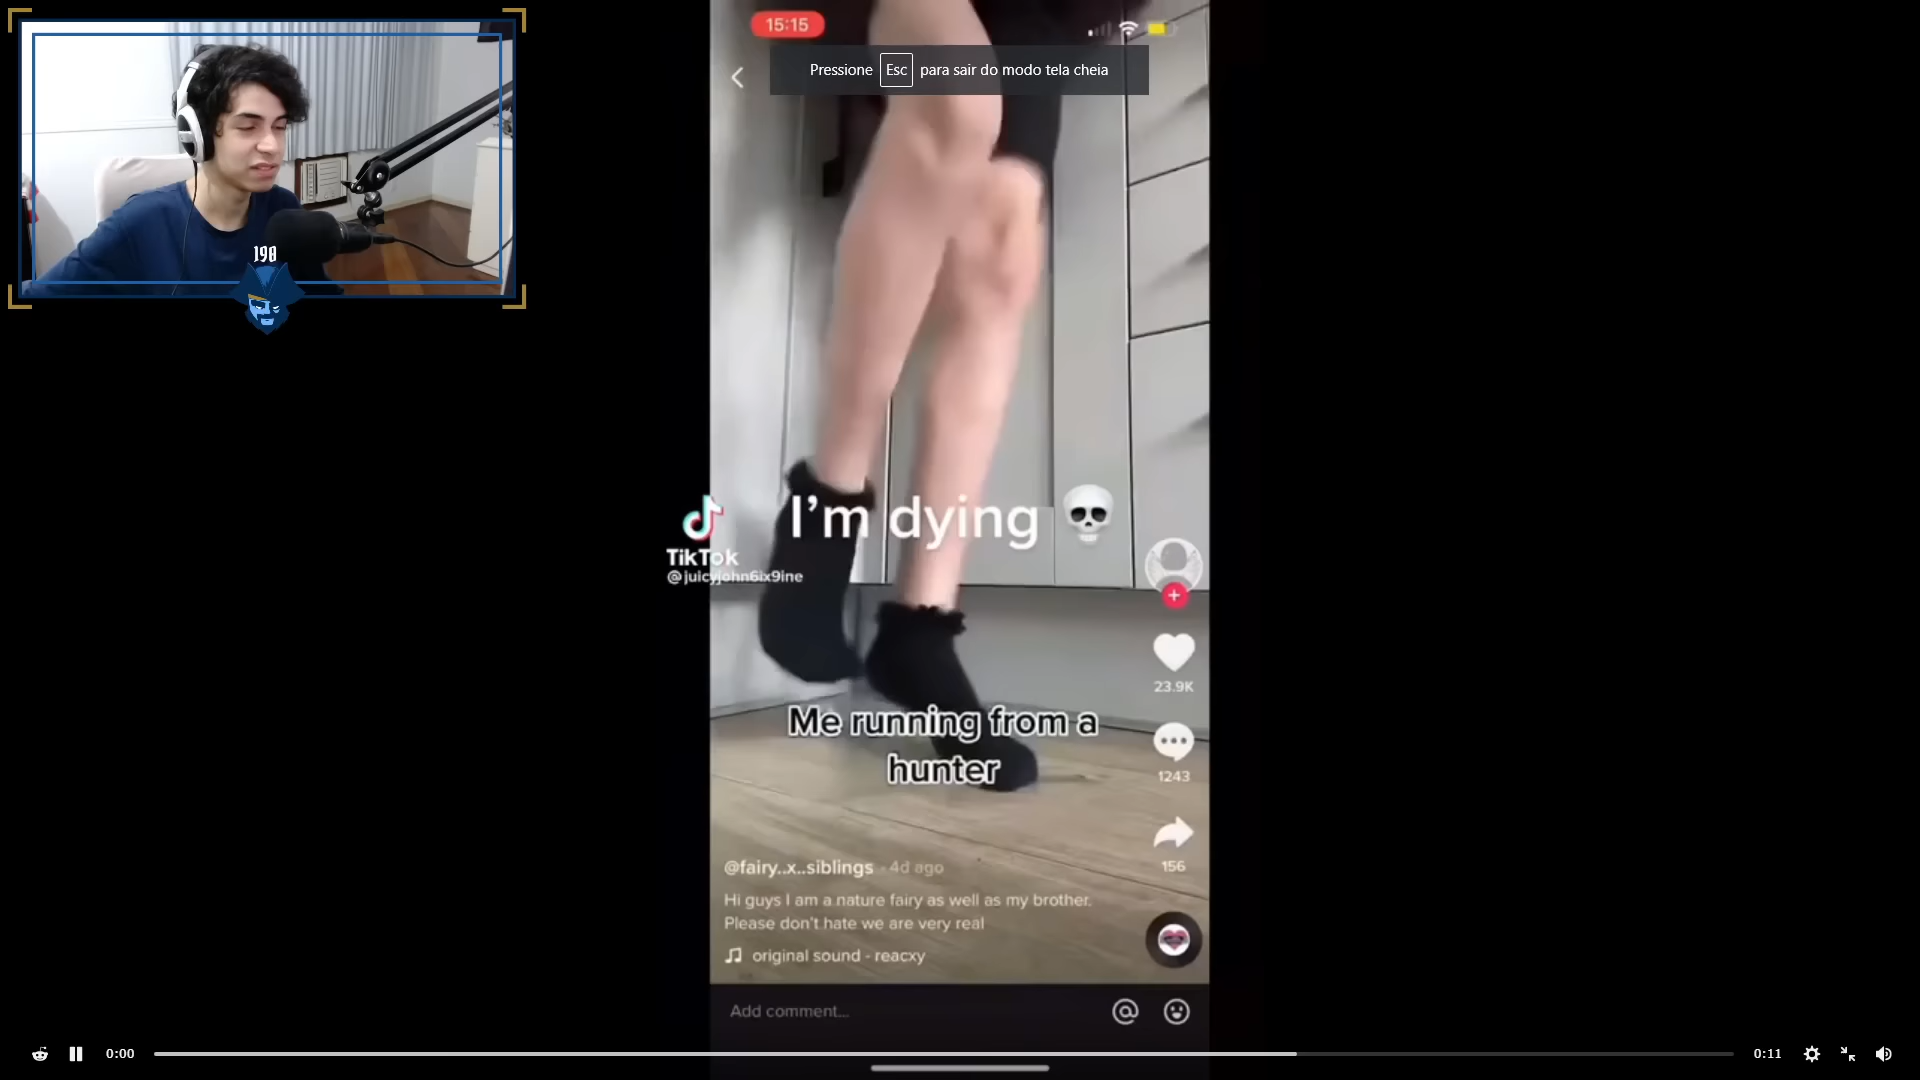 15:15
Pressione Esc para sair do modo tela cheia
190
I'm dying
TikTok
@juicyjohn6ix9ine
23.9K
Me running from a
hunter
1243
156
@fairy..x..siblings · 4d ago
Hi guys I am a nature fairy as well as my brother.
Please don't hate we are very real
original sound - reacxy
Add comment...
0:00
0:11